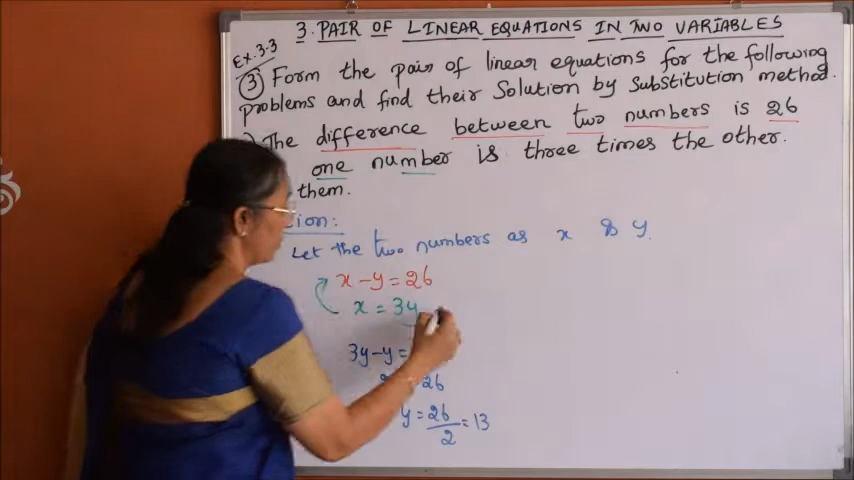 3. PAIR OF LINEAR EQUATIONS IN TWO VARIABLES
Ex. 3.3
3 Form the pair of linear equations for the following
problems and find their solution by substitution method.
The difference between two numbers is 26
one number is three times the other.
them.
Let the two numbers as x & y.
x - y = 26
x = 3y
3y - y =
26
y = 26/2 = 13